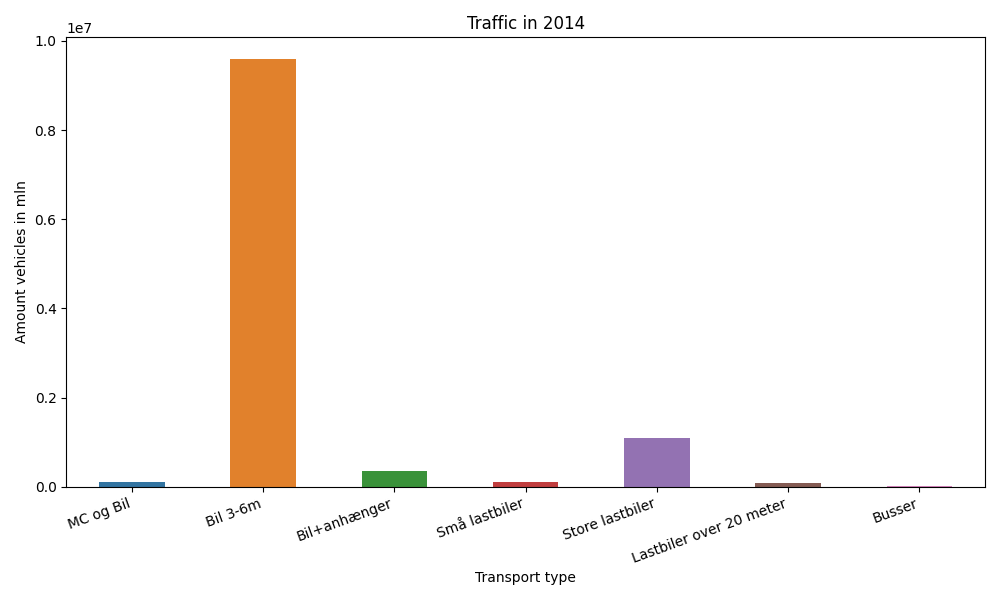 Traffic in 2014
1e7
1.0
0.8
0.6
0.4
0.2
0.0
Amount vehicles in mln
MC og Bil
Bil 3-6m
Bil+anhænger
Små lastbiler
Store lastbiler
Lastbiler over 20 meter
Busser
Transport type